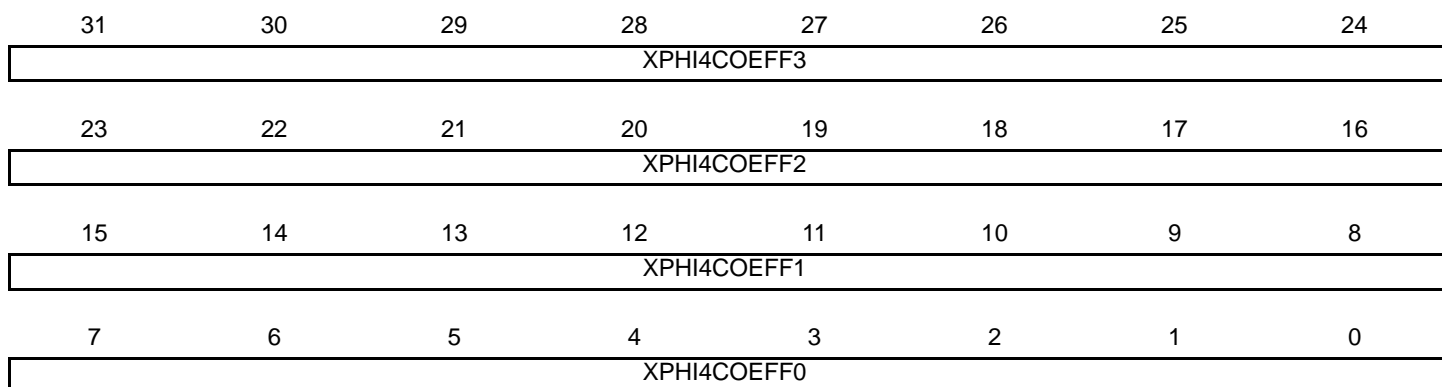 31 30 29 28 27 26 25 24
XPHI4COEFF3
23 22 21 20 19 18 17 16
XPHI4COEFF2
15 14 13 12 11 10 9 8
XPHI4COEFF1
7 6 5 4 3 2 1 0
XPHI4COEFF0